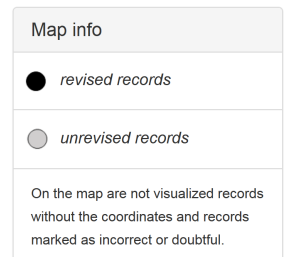 Map info
revised records
unrevised records
On the map are not visualized records
without the coordinates and records
marked as incorrect or doubtful.